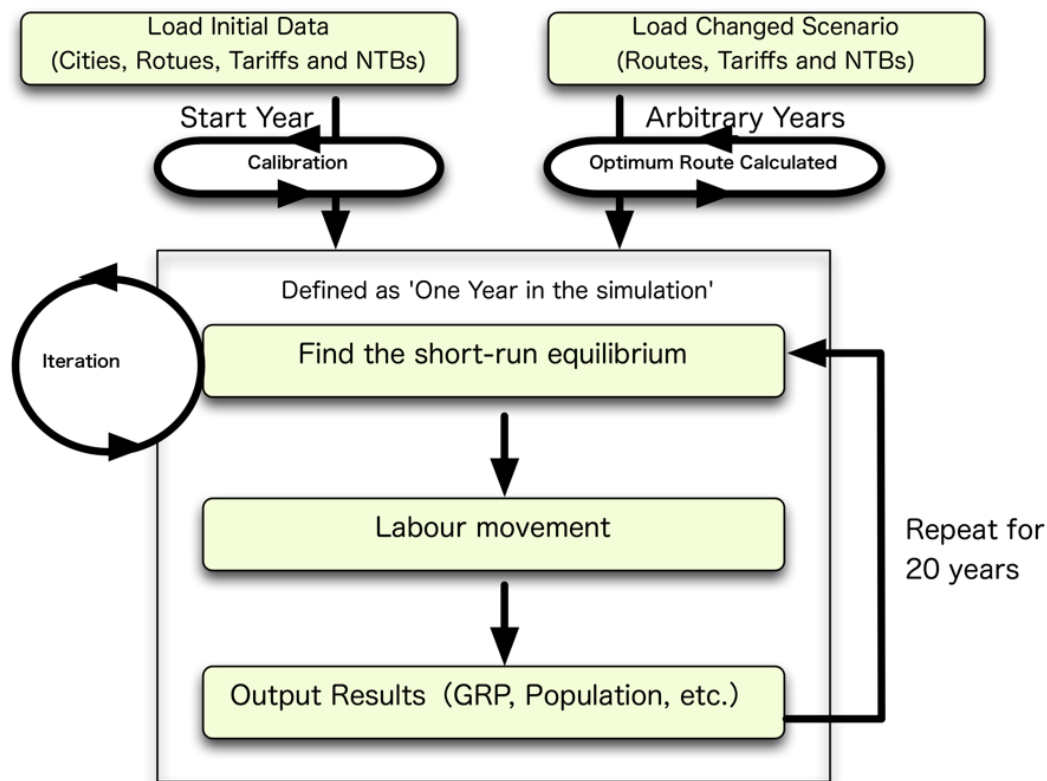 Load Initial Data
(Cities, Rotues, Tariffs and NTBs)
Load Changed Scenario
(Routes, Tariffs and NTBs)
Start Year
Arbitrary Years
Calibration
Optimum Route Calculated
Defined as 'One Year in the simulation'
Iteration
Find the short-run equilibrium
Labour movement
Repeat for
20 years
Output Results（GRP, Population, etc.）